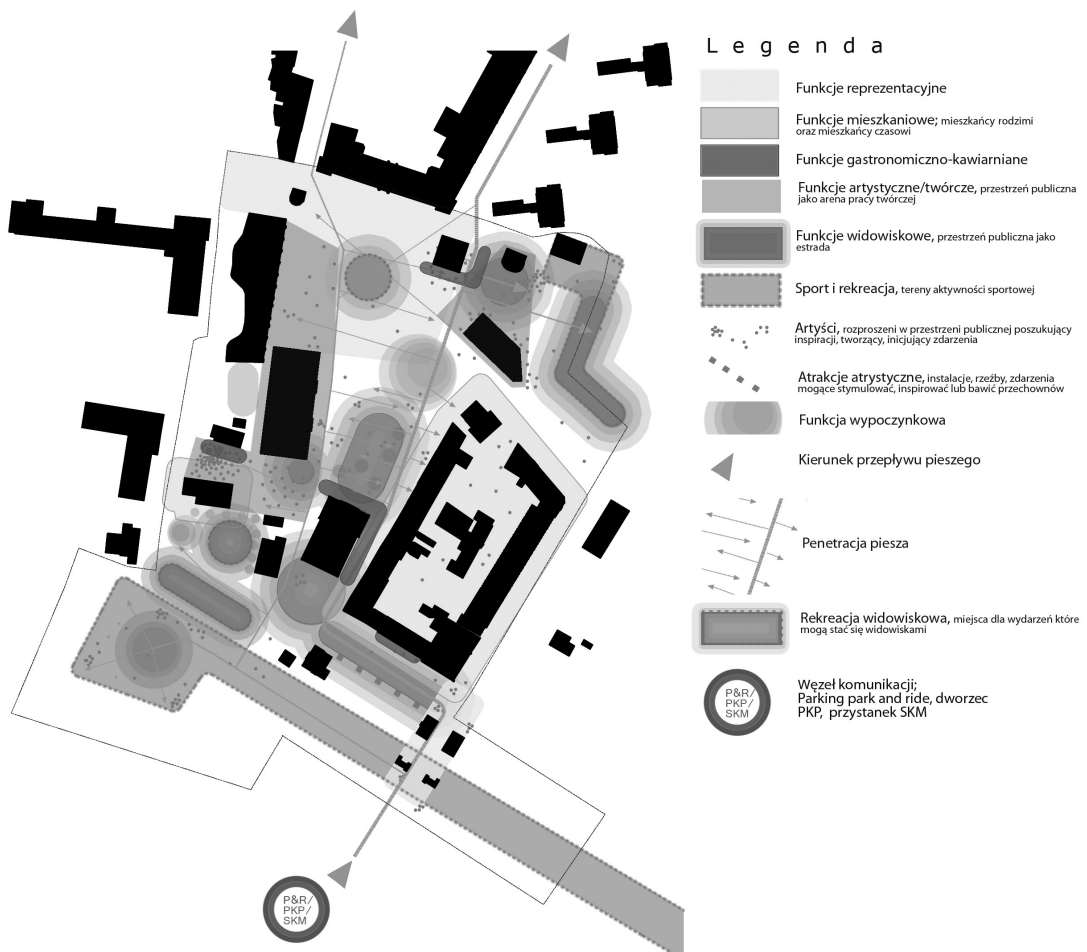 Legenda
Funkcje reprezentacyjne
Funkcje mieszkaniowe; mieszkańcy rodzimi
oraz mieszkańcy czasowi
Funkcje gastronomiczno-kawiarniane
Funkcje artystyczne/twórcze, przestrzeń publiczna
jako arena pracy twórczej
Funkcje widowiskowe, przestrzeń publiczna jako
estrada
Sport i rekreacja, tereny aktywności sportowej
Artyści, rozproszeni w przestrzeni publicznej poszukujący
inspiracji, tworzący, inicjujący zdarzenia
Atrakcje atrystyczne, instalacje, rzeźby, zdarzenia
mogące stymulować, inspirować lub bawić przechownów
Funkcja wypoczynkowa
Kierunek przepływu pieszego
Penetracja piesza
Rekreacja widowiskowa, miejsca dla wydarzeń które
mogą stać się widowiskami
P&R/
PKP/
SKM
Węzeł komunikacji;
Parking park and ride, dworzec
PKP, przystanek SKM
P&R/
PKP/
SKM